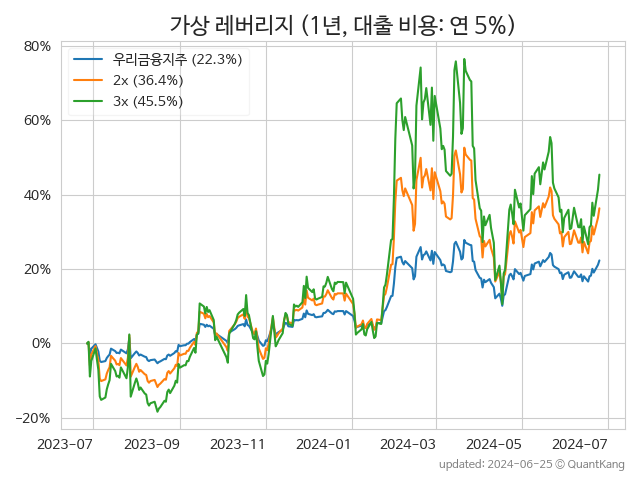 가상 레버리지 (1년, 대출 비용: 연 5%)
80%
60%
40%
20%
0%
−20%
우리금융지주 (22.3%)
2x (36.4%)
3x (45.5%)
2023-07 2023-09 2023-11 2024-01 2024-03 2024-05 2024-07
updated: 2024-06-25 © QuantKang